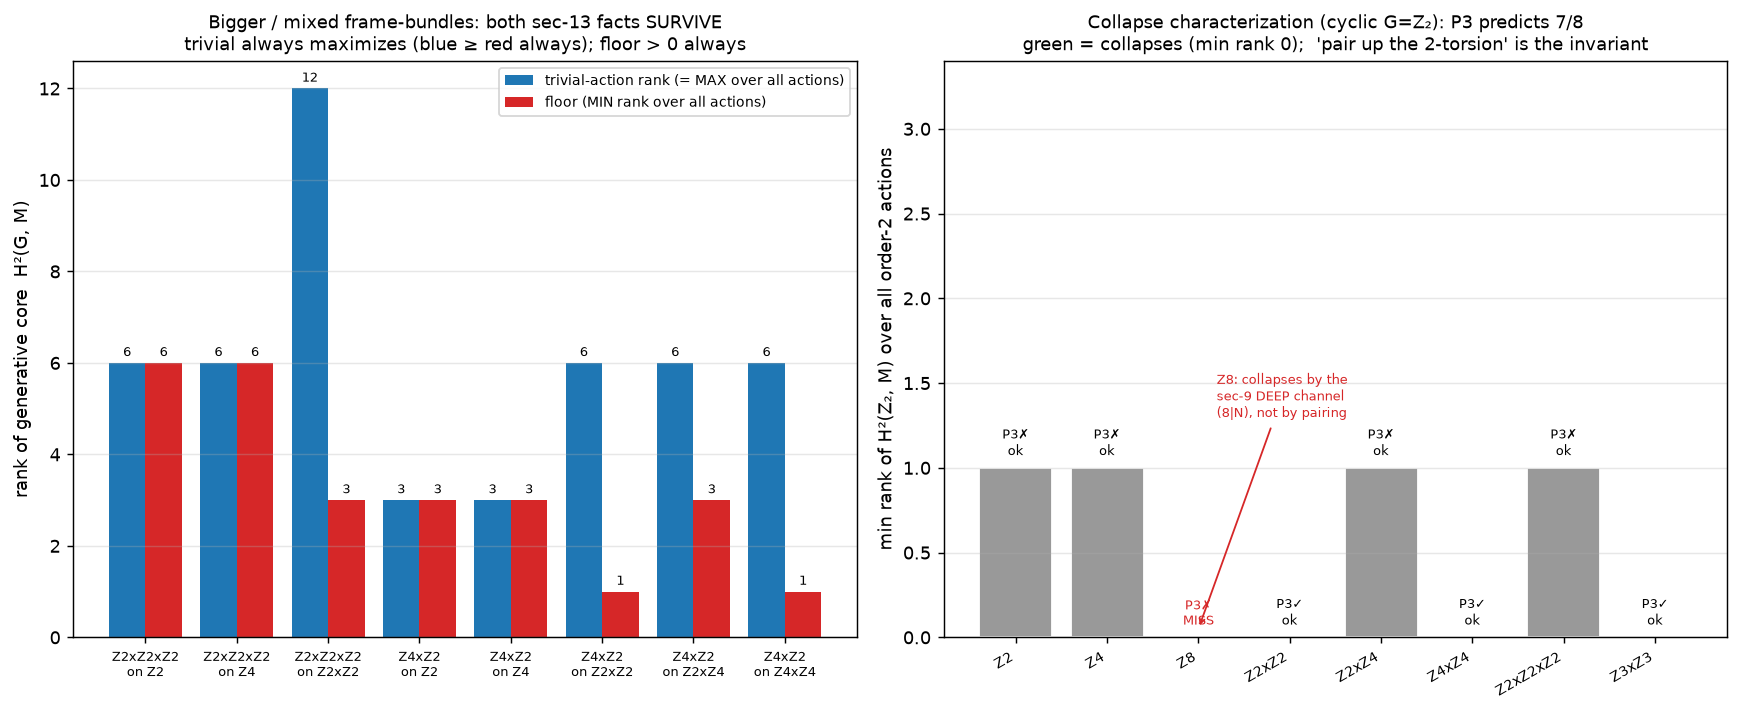 Bigger / mixed frame-bundles: both sec-13 facts SURVIVE
trivial always maximizes (blue ≥ red always); floor > 0 always
rank of generative core  H²(G, M)
12
10
8
6
4
2
0
trivial-action rank (= MAX over all actions)
floor (MIN rank over all actions)
6
6
6
6
12
3
3
3
3
3
6
1
6
3
6
1
Z2xZ2xZ2
on Z2
Z2xZ2xZ2
on Z4
Z2xZ2xZ2
on Z2xZ2
Z4xZ2
on Z2
Z4xZ2
on Z4
Z4xZ2
on Z2xZ2
Z4xZ2
on Z2xZ4
Z4xZ2
on Z4xZ4
Collapse characterization (cyclic G=Z₂): P3 predicts 7/8
green = collapses (min rank 0);  'pair up the 2-torsion' is the invariant
min rank of H²(Z₂, M) over all order-2 actions
3.0
2.5
2.0
1.5
1.0
0.5
0.0
Z8: collapses by the
sec-9 DEEP channel
(8|N), not by pairing
P3✗
ok
P3✗
ok
P3✗
MISS
P3✓
ok
P3✗
ok
P3✓
ok
P3✗
ok
P3✓
ok
Z2
Z4
Z8
Z2xZ2
Z2xZ4
Z4xZ4
Z2xZ2xZ2
Z3xZ3